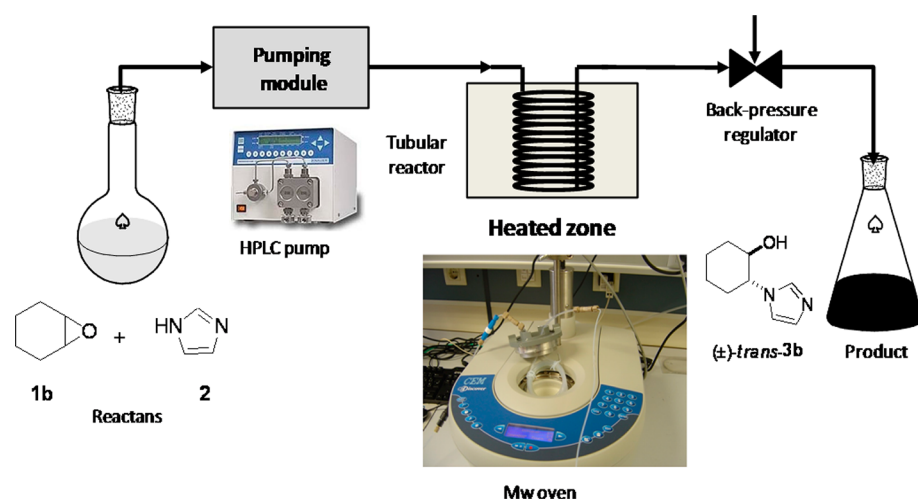 Pumping
module
Tubular
reactor
Back-pressure
regulator
HPLC pump
Heated zone
OH
N
N
(±)-trans-3b
Product
O
+
HN
N
1b
2
Reactans
CEM
Discover
Mw oven